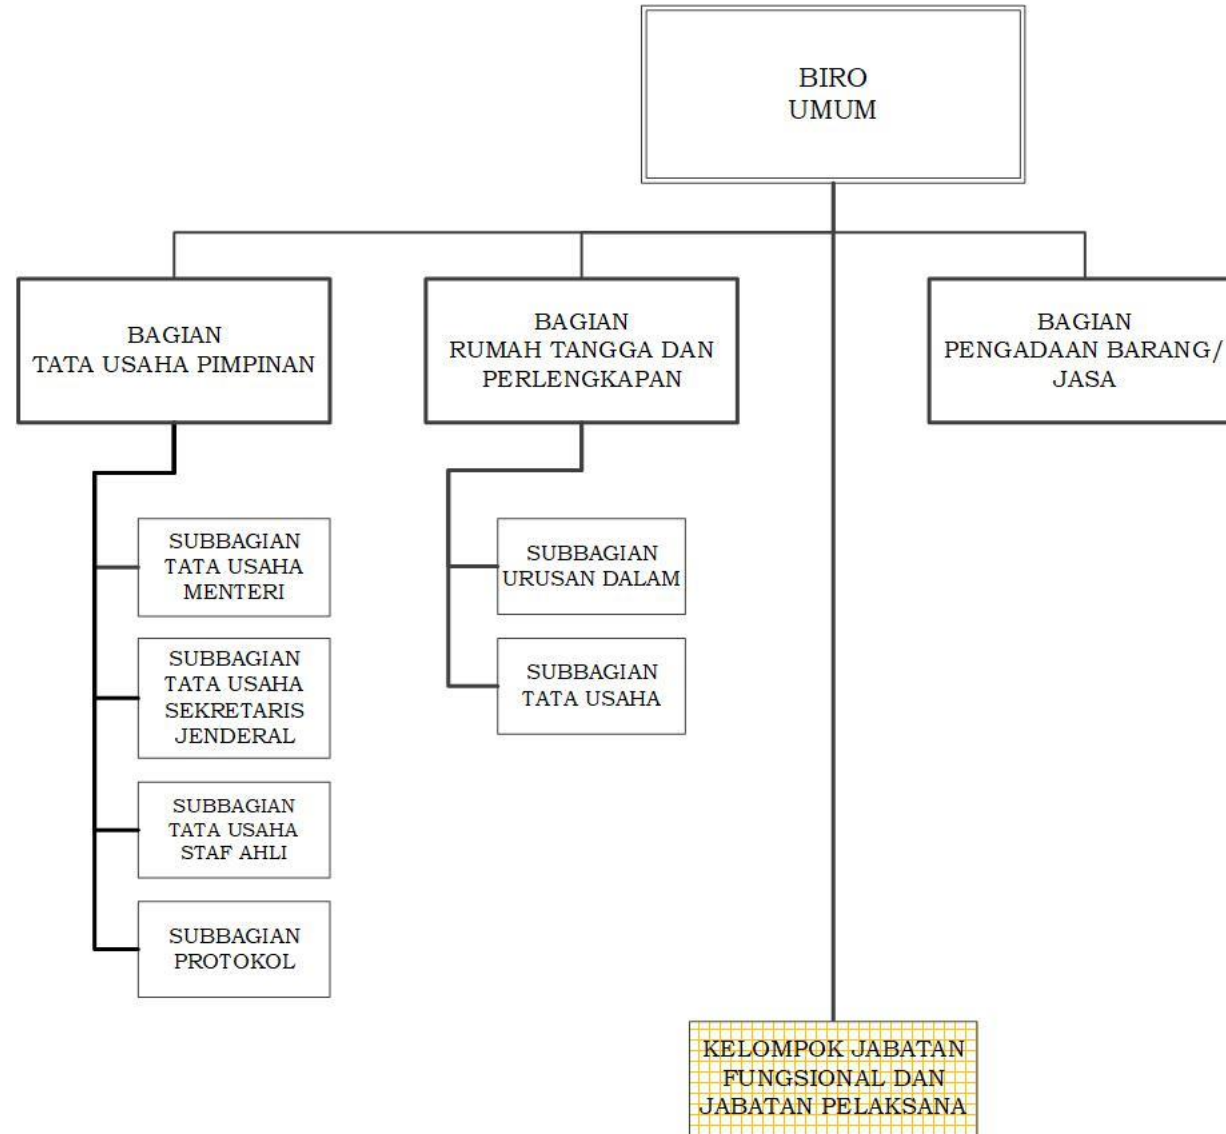 BIRO
UMUM
BAGIAN
TATA USAHA PIMPINAN
BAGIAN
RUMAH TANGGA DAN
PERLENGKAPAN
BAGIAN
PENGADAAN BARANG/
JASA
SUBBAGIAN
TATA USAHA
MENTERI
SUBBAGIAN
TATA USAHA
SEKRETARIS
JENDERAL
SUBBAGIAN
TATA USAHA
STAF AHLI
SUBBAGIAN
PROTOKOL
SUBBAGIAN
URUSAN DALAM
SUBBAGIAN
TATA USAHA
KELOMPOK JABATAN
FUNGSIONAL DAN
JABATAN PELAKSANA